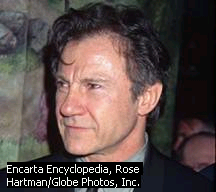 Encarta Encyclopedia, Rose
Hartman/Globe Photos, Inc.